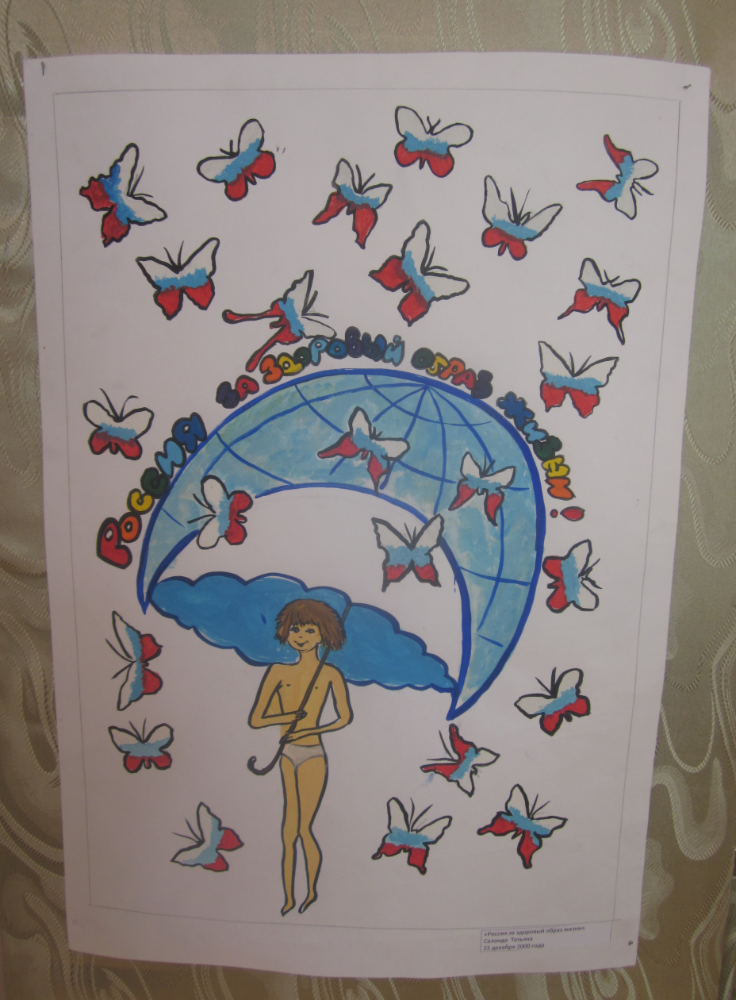 Россия за здоровый образ жизни!
«Россия за здоровый образ жизни»
Саланда Татьяна
22 декабря 2000 года